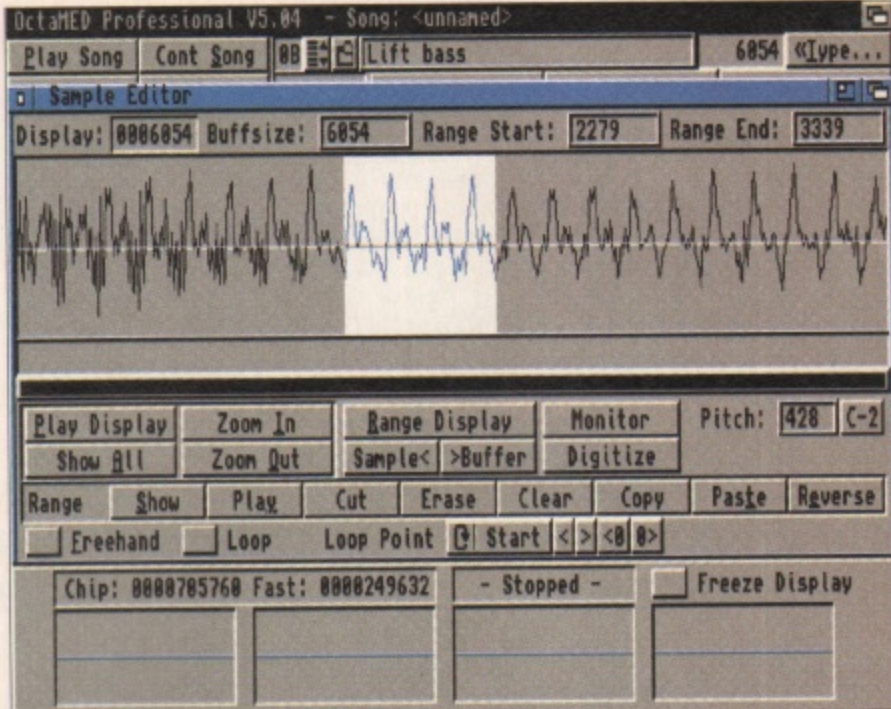 OctaMED Professional V5.04 - Song: <unnamed>
Play Song Cont Song 0B Lift bass 6054 «Type...
Sample Editor
Display: 0006054 Buffsize: 6054 Range Start: 2279 Range End: 3339
Play Display Zoom In Range Display Monitor Pitch: 428 C-2
Show All Zoom Out Sample< >Buffer Digitize
Range Show Play Cut Erase Clear Copy Paste Reverse
Freehand Loop Loop Point Start < > <0 0>
Chip: 0000705760 Fast: 0000249632 - Stopped - Freeze Display